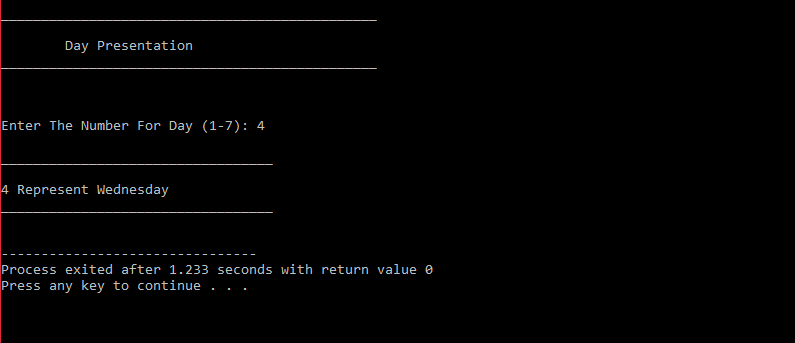 _______________________________________________
Day Presentation
_______________________________________________
Enter The Number For Day (1-7): 4
__________________________________
4 Represent Wednesday
__________________________________
--------------------------------
Process exited after 1.233 seconds with return value 0
Press any key to continue . . .